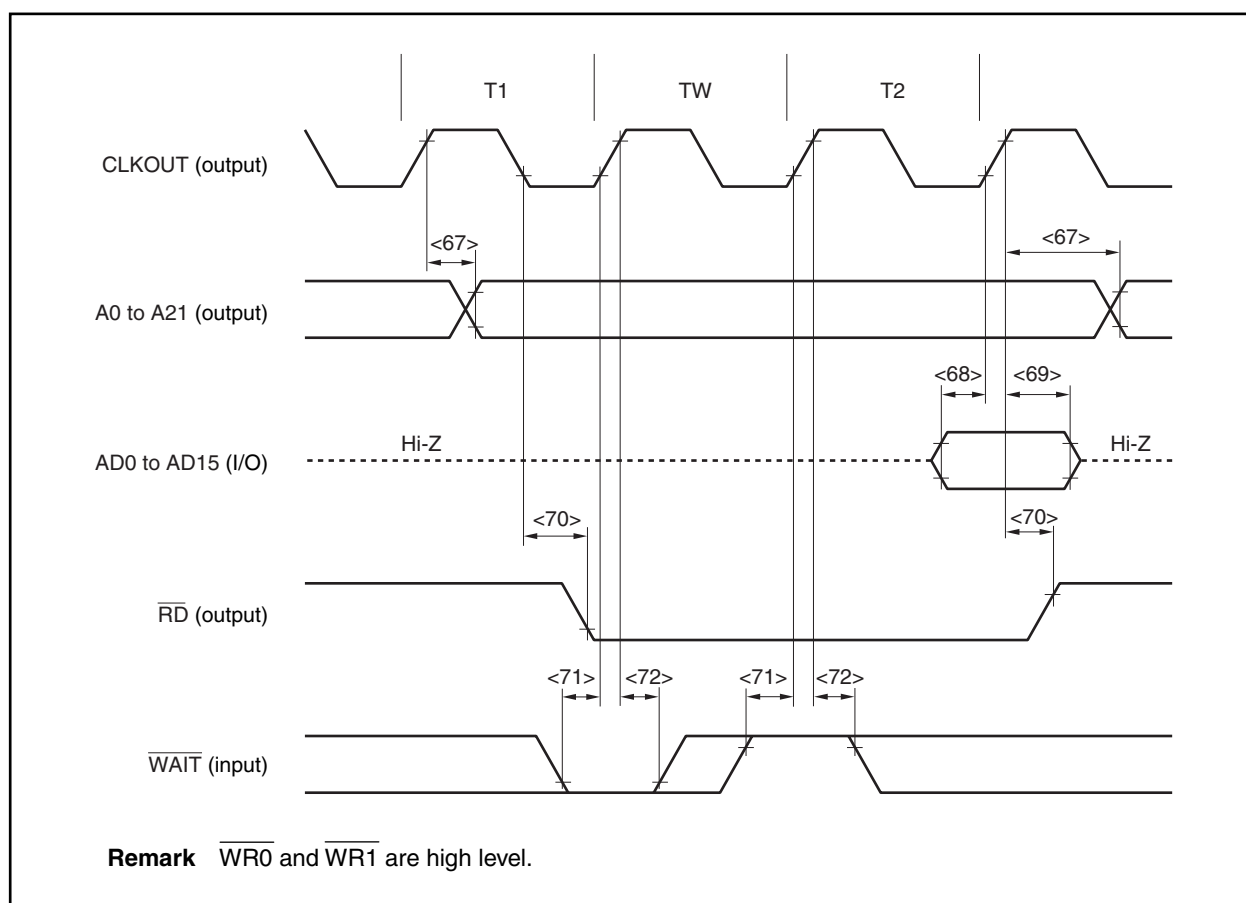 T1 TW T2
CLKOUT (output)
<67> <67>
A0 to A21 (output)
<68> <69>
Hi-Z Hi-Z
AD0 to AD15 (I/O)
<70> <70>
RD (output)
<71> <72> <71> <72>
WAIT (input)
Remark WR0 and WR1 are high level.